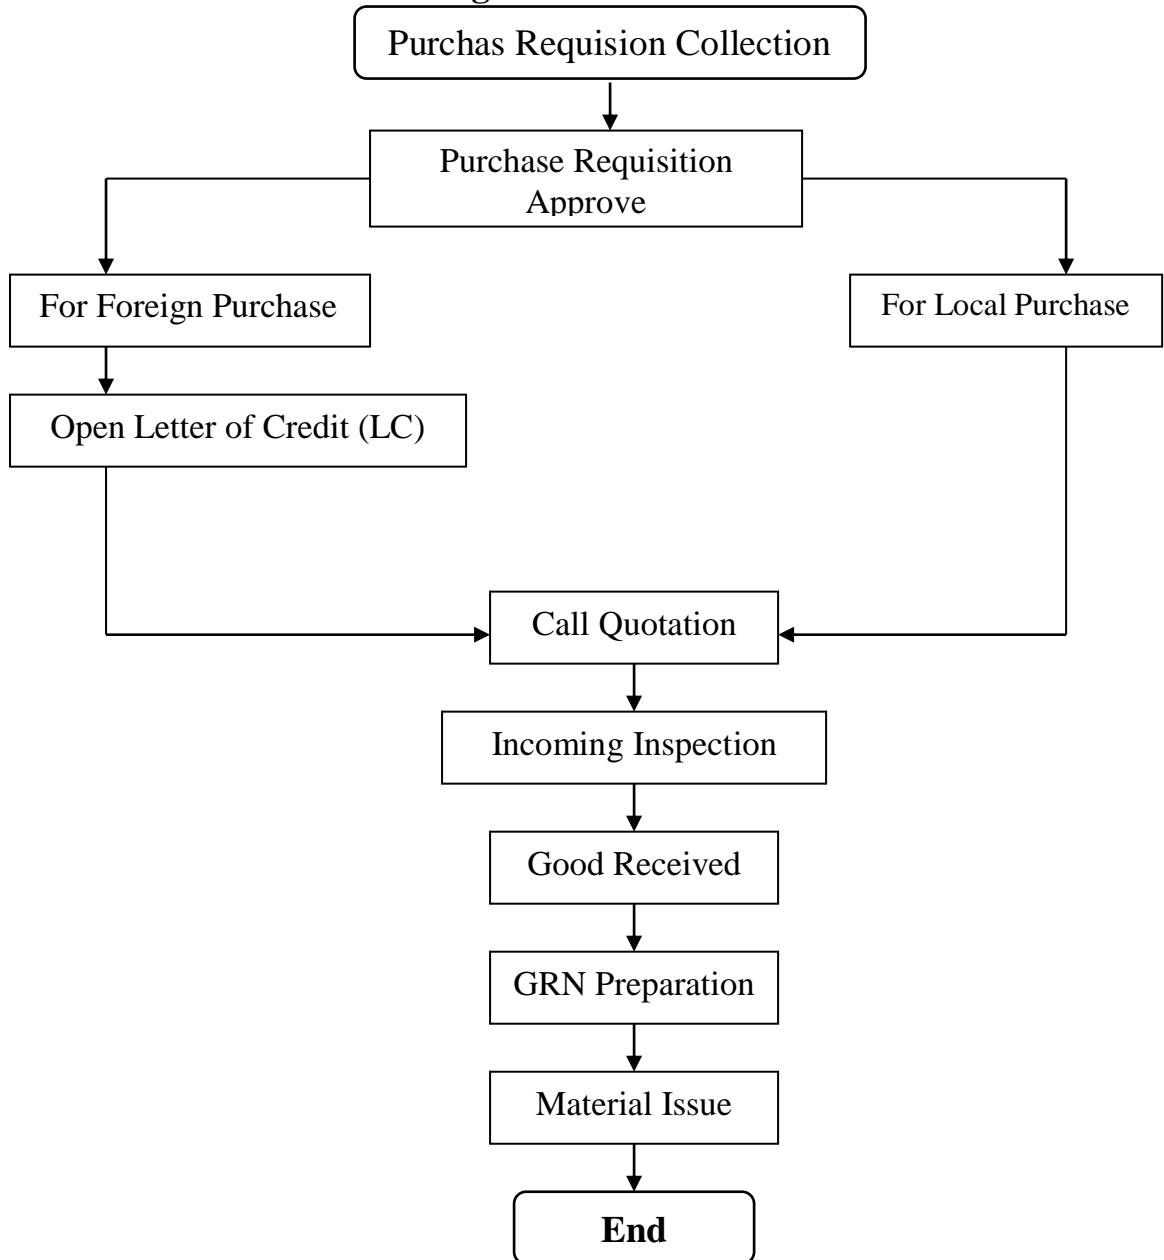 Purchas Requision Collection
Purchase Requisition
Approve
For Foreign Purchase
For Local Purchase
Open Letter of Credit (LC)
Call Quotation
Incoming Inspection
Good Received
GRN Preparation
Material Issue
End